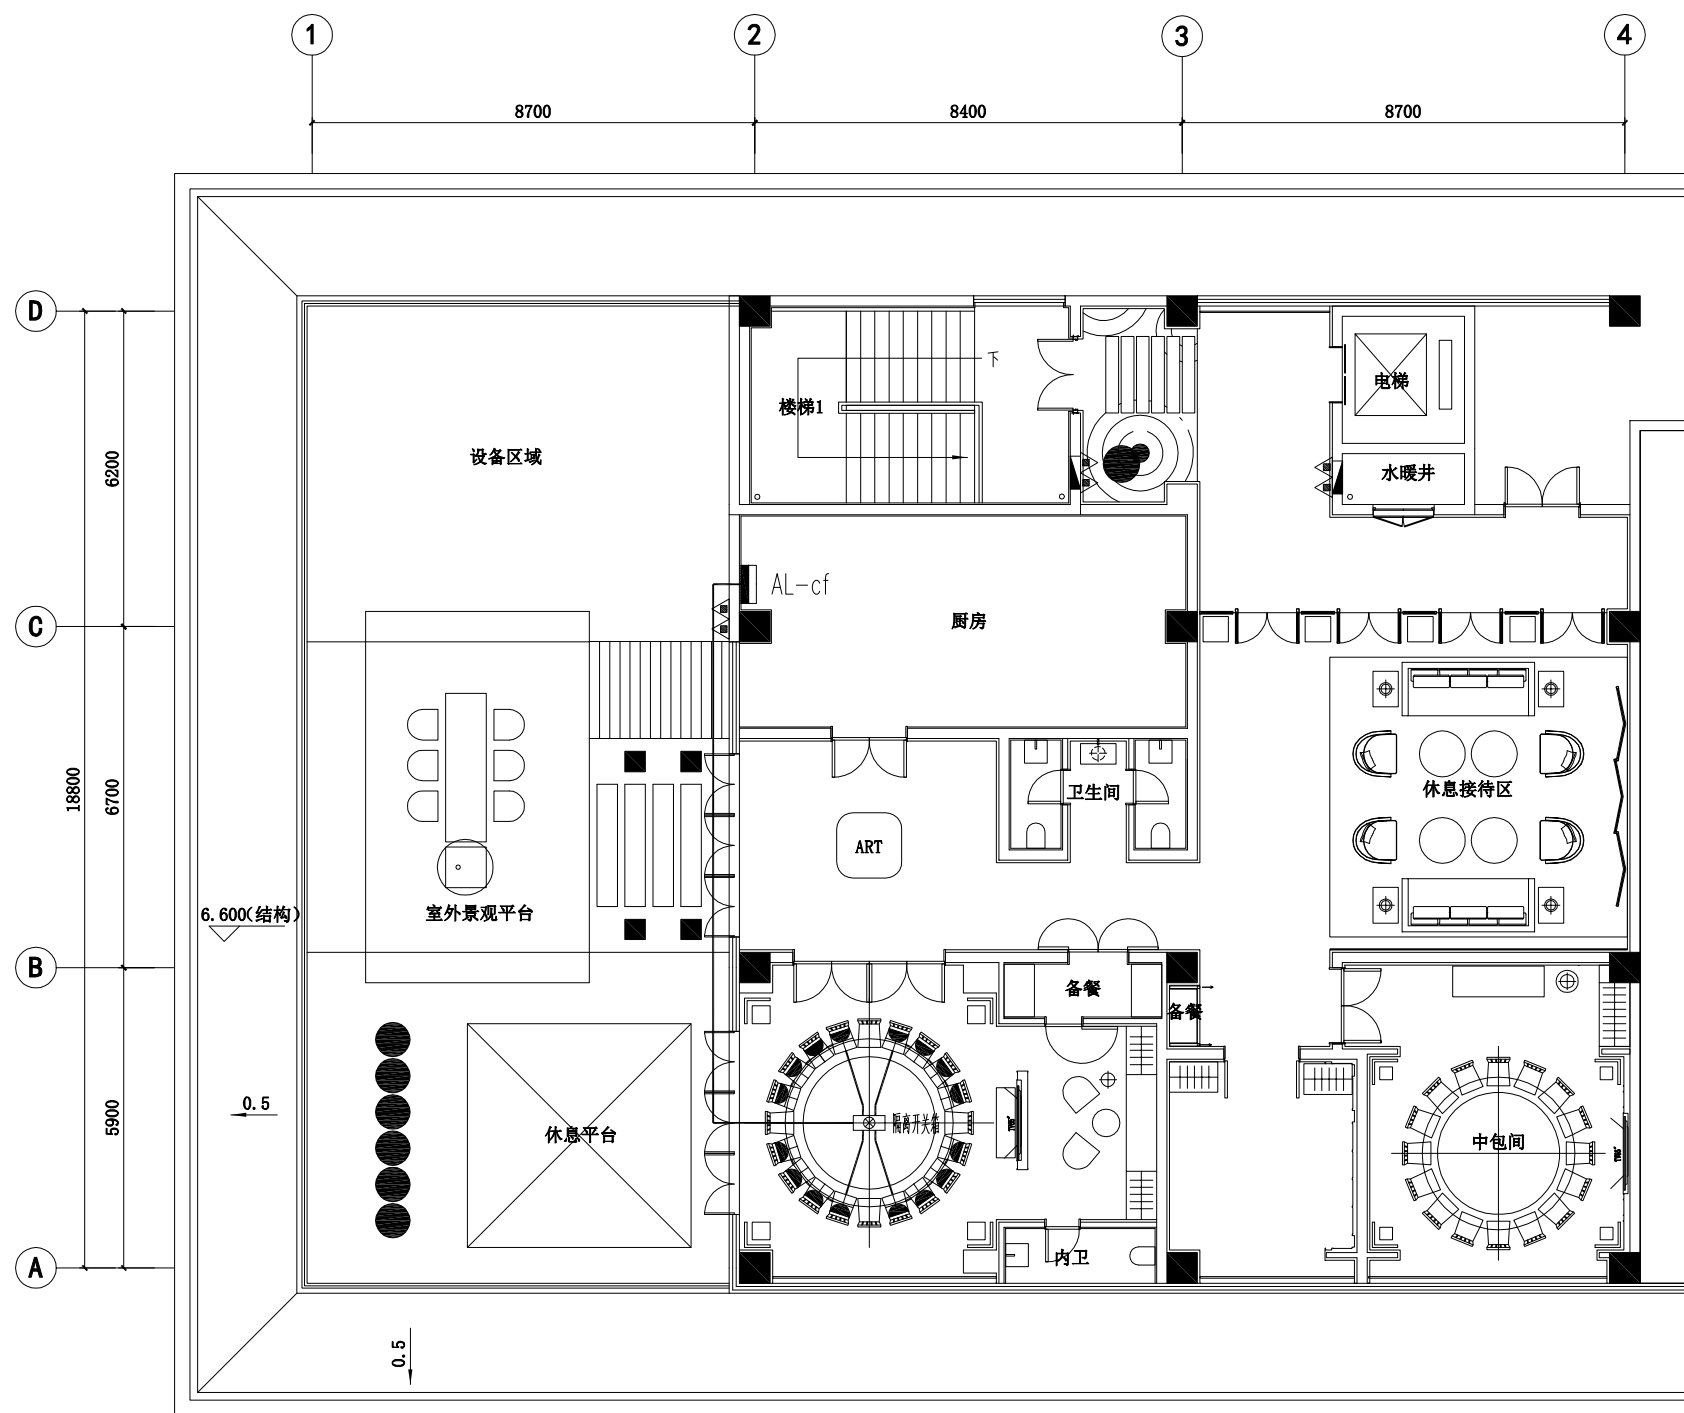 1
2
3
4
8700
8400
8700
D
下
电梯
楼梯1
设备区域
6200
水暖井
AL-cf
C
厨房
18800
6700
卫生间
休息接待区
ART
室外景观平台
6.600(结构)
B
备餐
备餐
0.5
5900
休息平台
隔离开关箱
中包间
A
内卫
0.5